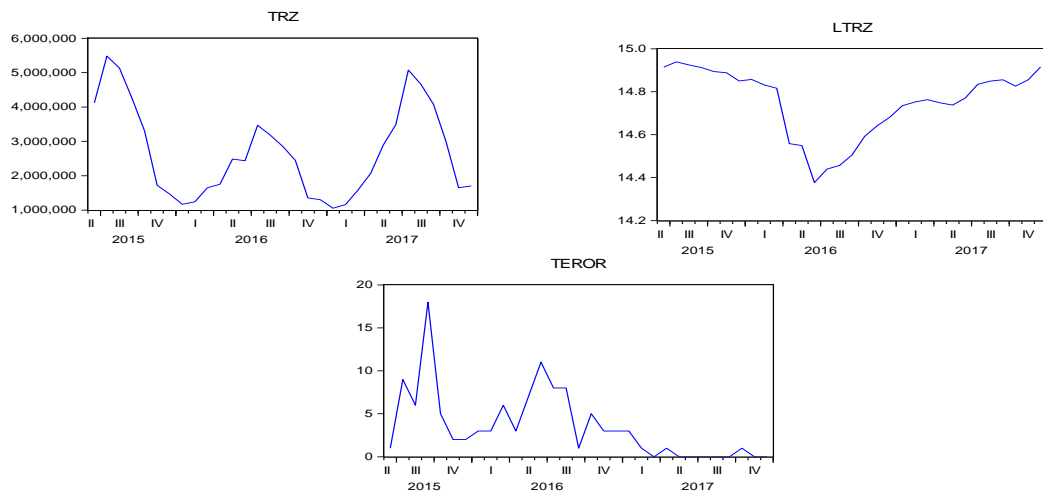 TRZ
6,000,000
5,000,000
4,000,000
3,000,000
2,000,000
1,000,000
II III IV I II III IV I II III IV
2015 2016 2017
LTRZ
15.0
14.8
14.6
14.4
14.2
II III IV I II III IV I II III IV
2015 2016 2017
TEROR
20
15
10
5
0
II III IV I II III IV I II III IV
2015 2016 2017